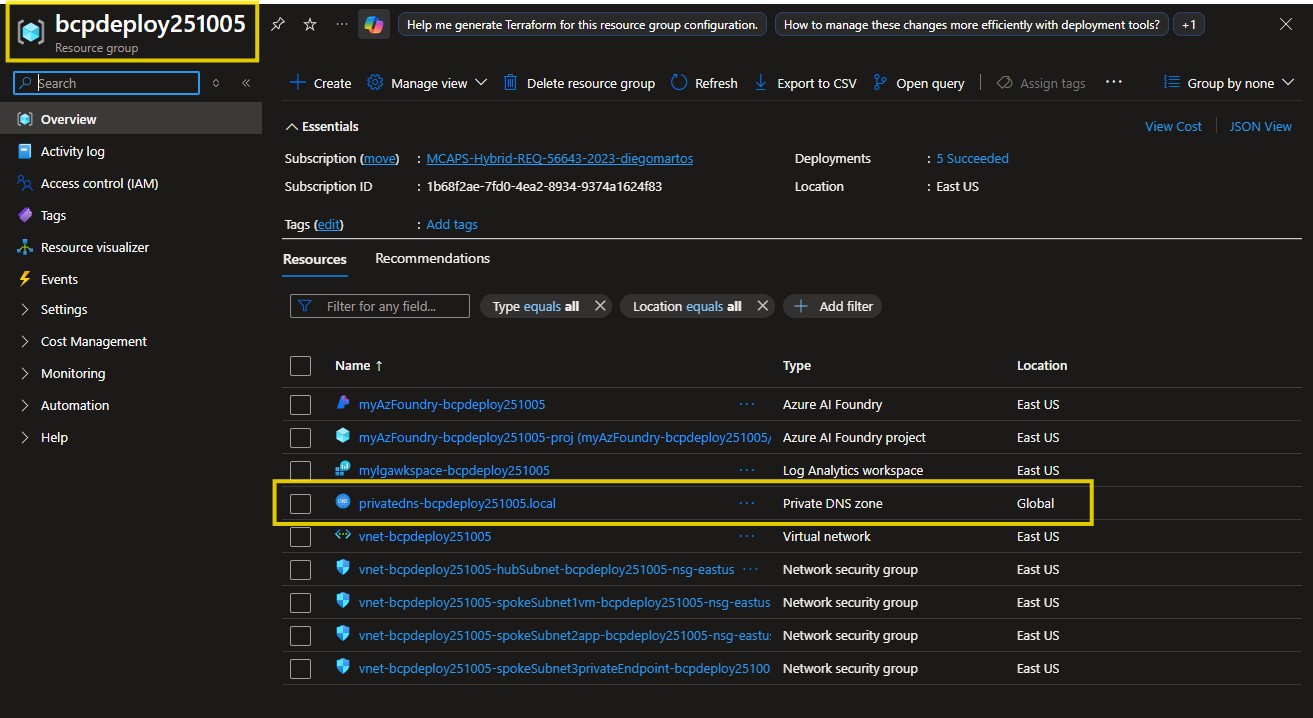 bcpdeploy251005
Resource group
Help me generate Terraform for this resource group configuration.
How to manage these changes more efficiently with deployment tools?
+1
Search
Create
Manage view
Delete resource group
Refresh
Export to CSV
Open query
Assign tags
Group by none
Overview
Activity log
Access control (IAM)
Tags
Resource visualizer
Events
Settings
Cost Management
Monitoring
Automation
Help
Essentials
View Cost
JSON View
Subscription (move) : MCAPS-Hybrid-REQ-56643-2023-diegomartos
Deployments : 5 Succeeded
Subscription ID : 1b68f2ae-7fd0-4ea2-8934-9374a1624f83
Location : East US
Tags (edit) : Add tags
Resources Recommendations
Filter for any field...
Type equals all
Location equals all
Add filter
Name ↑ Type Location
myAzFoundry-bcpdeploy251005 ... Azure AI Foundry East US
myAzFoundry-bcpdeploy251005-proj (myAzFoundry-bcpdeploy251005/ Azure AI Foundry project East US
mylgawkspace-bcpdeploy251005 ... Log Analytics workspace East US
DNS privatedns-bcpdeploy251005.local ... Private DNS zone Global
vnet-bcpdeploy251005 ... Virtual network East US
vnet-bcpdeploy251005-hubSubnet-bcpdeploy251005-nsg-eastus ... Network security group East US
vnet-bcpdeploy251005-spokeSubnet1vm-bcpdeploy251005-nsg-eastus Network security group East US
vnet-bcpdeploy251005-spokeSubnet2app-bcpdeploy251005-nsg-eastus Network security group East US
vnet-bcpdeploy251005-spokeSubnet3privateEndpoint-bcpdeploy25100 Network security group East US